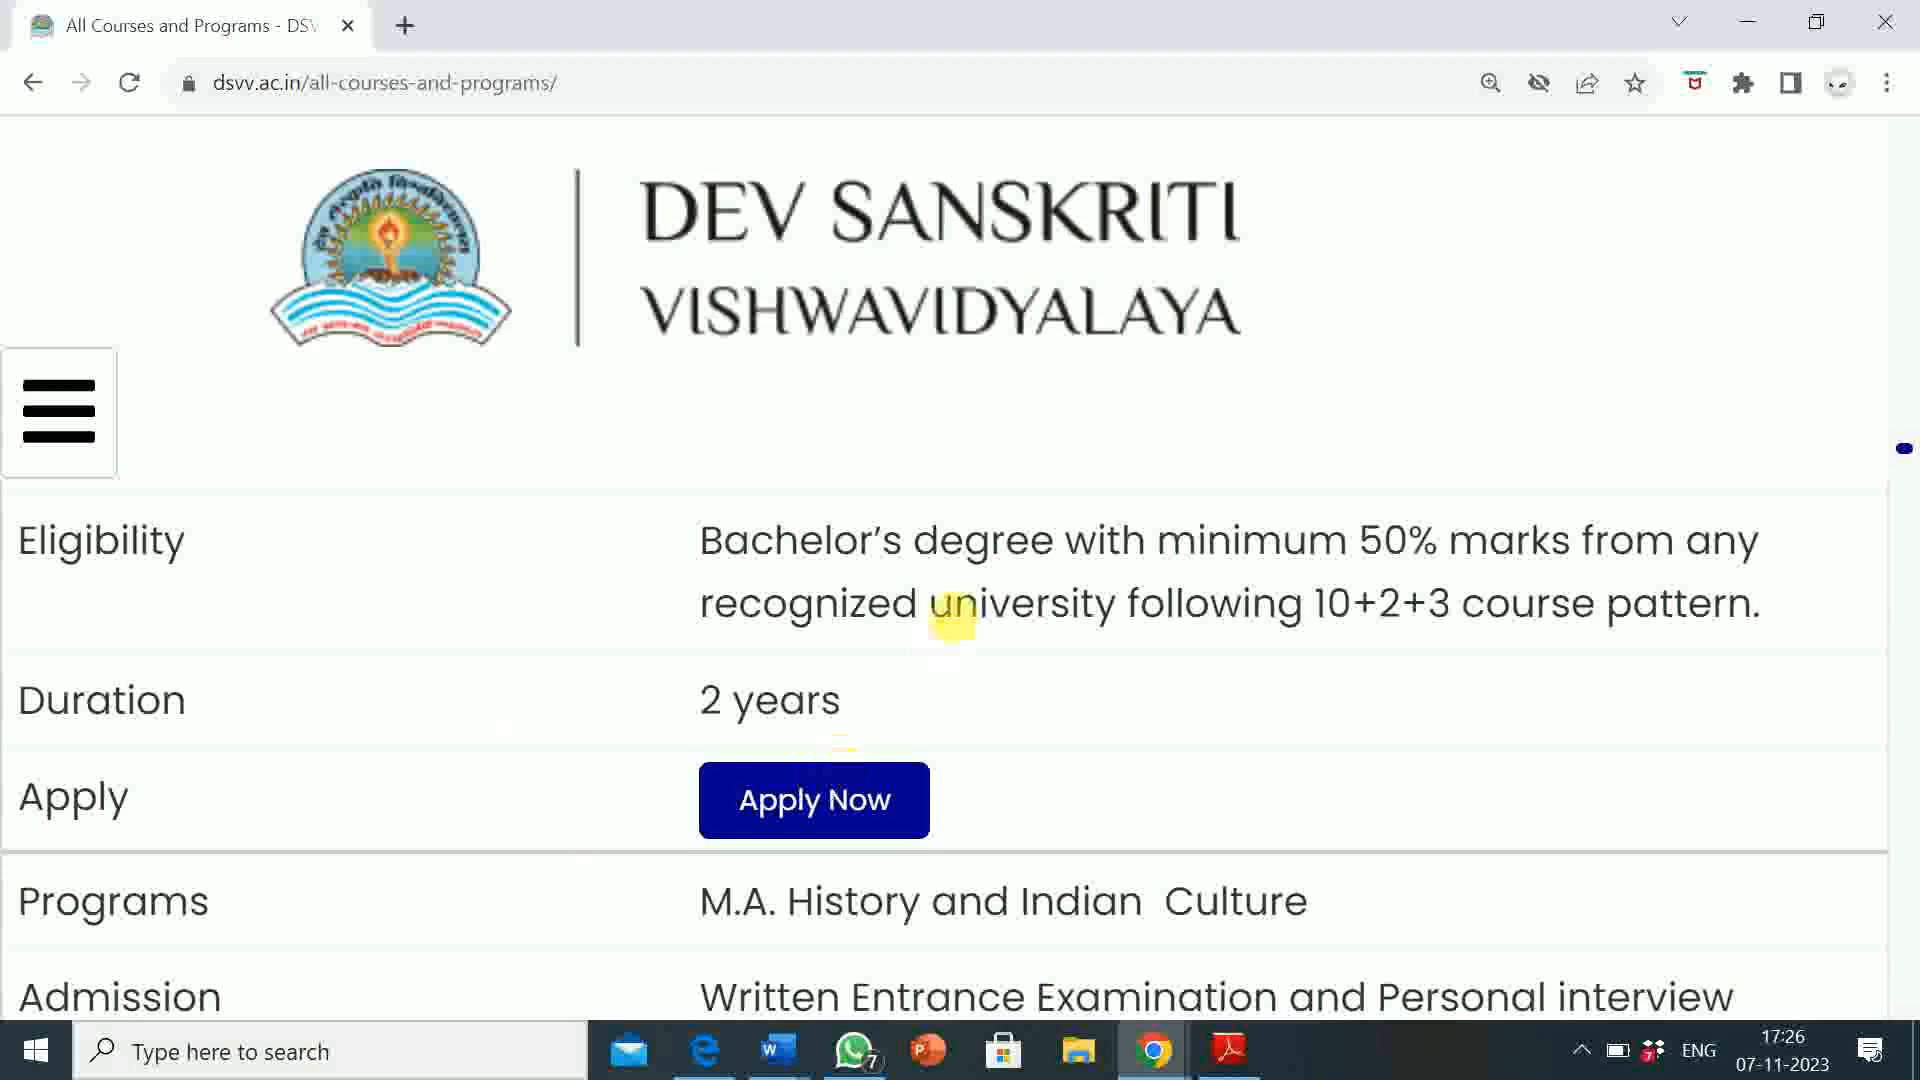 All Courses and Programs - DSV
dsvv.ac.in/all-courses-and-programs/
DEV SANSKRITI
VISHWAVIDYALAYA
Eligibility
Bachelor's degree with minimum 50% marks from any
recognized university following 10+2+3 course pattern.
Duration
2 years
Apply
Apply Now
Programs
M.A. History and Indian Culture
Admission
Written Entrance Examination and Personal interview
Type here to search
7
7
ENG
17:26
07-11-2023